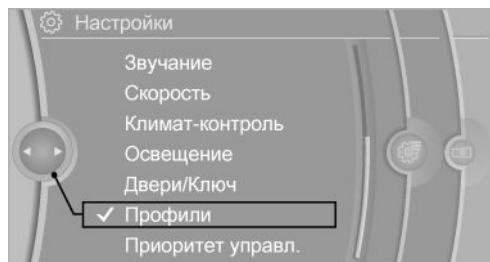 Настройки
Звучание
Скорость
Климат-контроль
Освещение
Двери/Ключ
Профили
Приоритет управл.